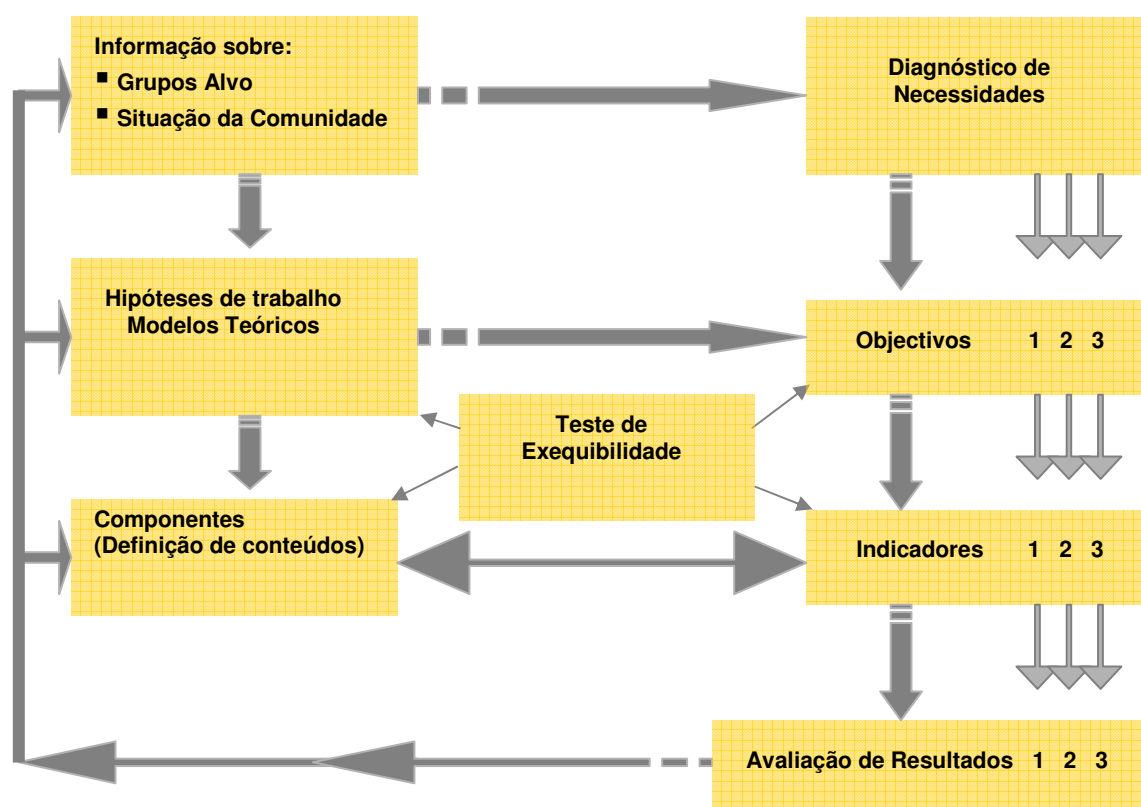 Informação sobre:
▪ Grupos Alvo
▪ Situação da Comunidade
Diagnóstico de
Necessidades
Hipóteses de trabalho
Modelos Teóricos
Objectivos 1 2 3
Teste de
Exequibilidade
Componentes
(Definição de conteúdos)
Indicadores 1 2 3
Avaliação de Resultados 1 2 3